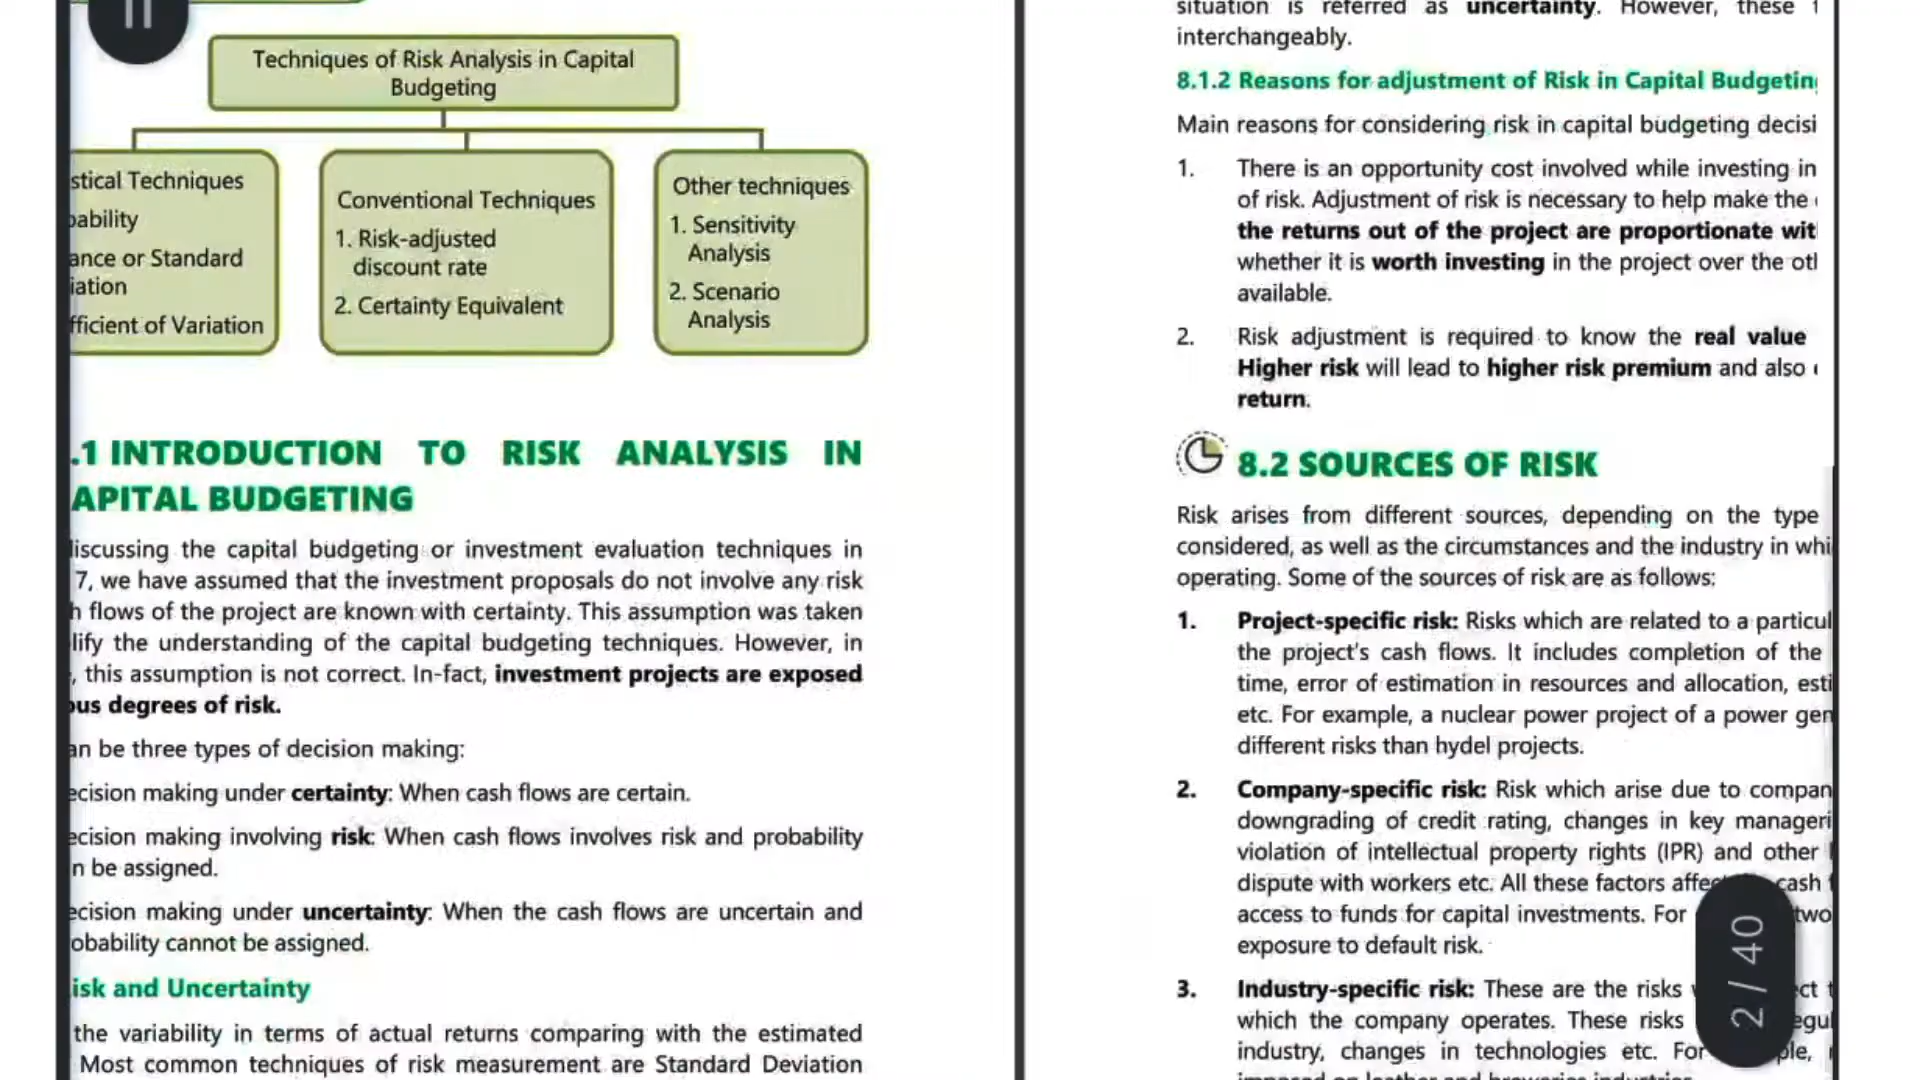 Techniques of Risk Analysis in Capital
Budgeting
stical Techniques
bability
ance or Standard
iation
fficient of Variation
Conventional Techniques
1. Risk-adjusted
discount rate
2. Certainty Equivalent
Other techniques
1. Sensitivity
Analysis
2. Scenario
Analysis
.1 INTRODUCTION TO RISK ANALYSIS IN
APITAL BUDGETING
discussing the capital budgeting or investment evaluation techniques in
7, we have assumed that the investment proposals do not involve any risk
h flows of the project are known with certainty. This assumption was taken
lify the understanding of the capital budgeting techniques. However, in
, this assumption is not correct. In-fact, investment projects are exposed
ous degrees of risk.
an be three types of decision making:
ecision making under certainty: When cash flows are certain.
ecision making involving risk: When cash flows involves risk and probability
n be assigned.
ecision making under uncertainty: When the cash flows are uncertain and
obability cannot be assigned.
isk and Uncertainty
the variability in terms of actual returns comparing with the estimated
Most common techniques of risk measurement are Standard Deviation
situation is referred as uncertainty. However, these
interchangeably.
8.1.2 Reasons for adjustment of Risk in Capital Budgetin
Main reasons for considering risk in capital budgeting decisi
1. There is an opportunity cost involved while investing in
of risk. Adjustment of risk is necessary to help make the
the returns out of the project are proportionate wit
whether it is worth investing in the project over the otl
available.
2. Risk adjustment is required to know the real value
Higher risk will lead to higher risk premium and also
return.
8.2 SOURCES OF RISK
Risk arises from different sources, depending on the type
considered, as well as the circumstances and the industry in whi
operating. Some of the sources of risk are as follows:
1. Project-specific risk: Risks which are related to a particul
the project's cash flows. It includes completion of the
time, error of estimation in resources and allocation, esti
etc. For example, a nuclear power project of a power gen
different risks than hydel projects.
2. Company-specific risk: Risk which arise due to compan
downgrading of credit rating, changes in key manageri
violation of intellectual property rights (IPR) and other
dispute with workers etc. All these factors affe cash
access to funds for capital investments. For two
exposure to default risk.
3. Industry-specific risk: These are the risks ct
which the company operates. These risks egul
industry, changes in technologies etc. For ple,
2 / 40